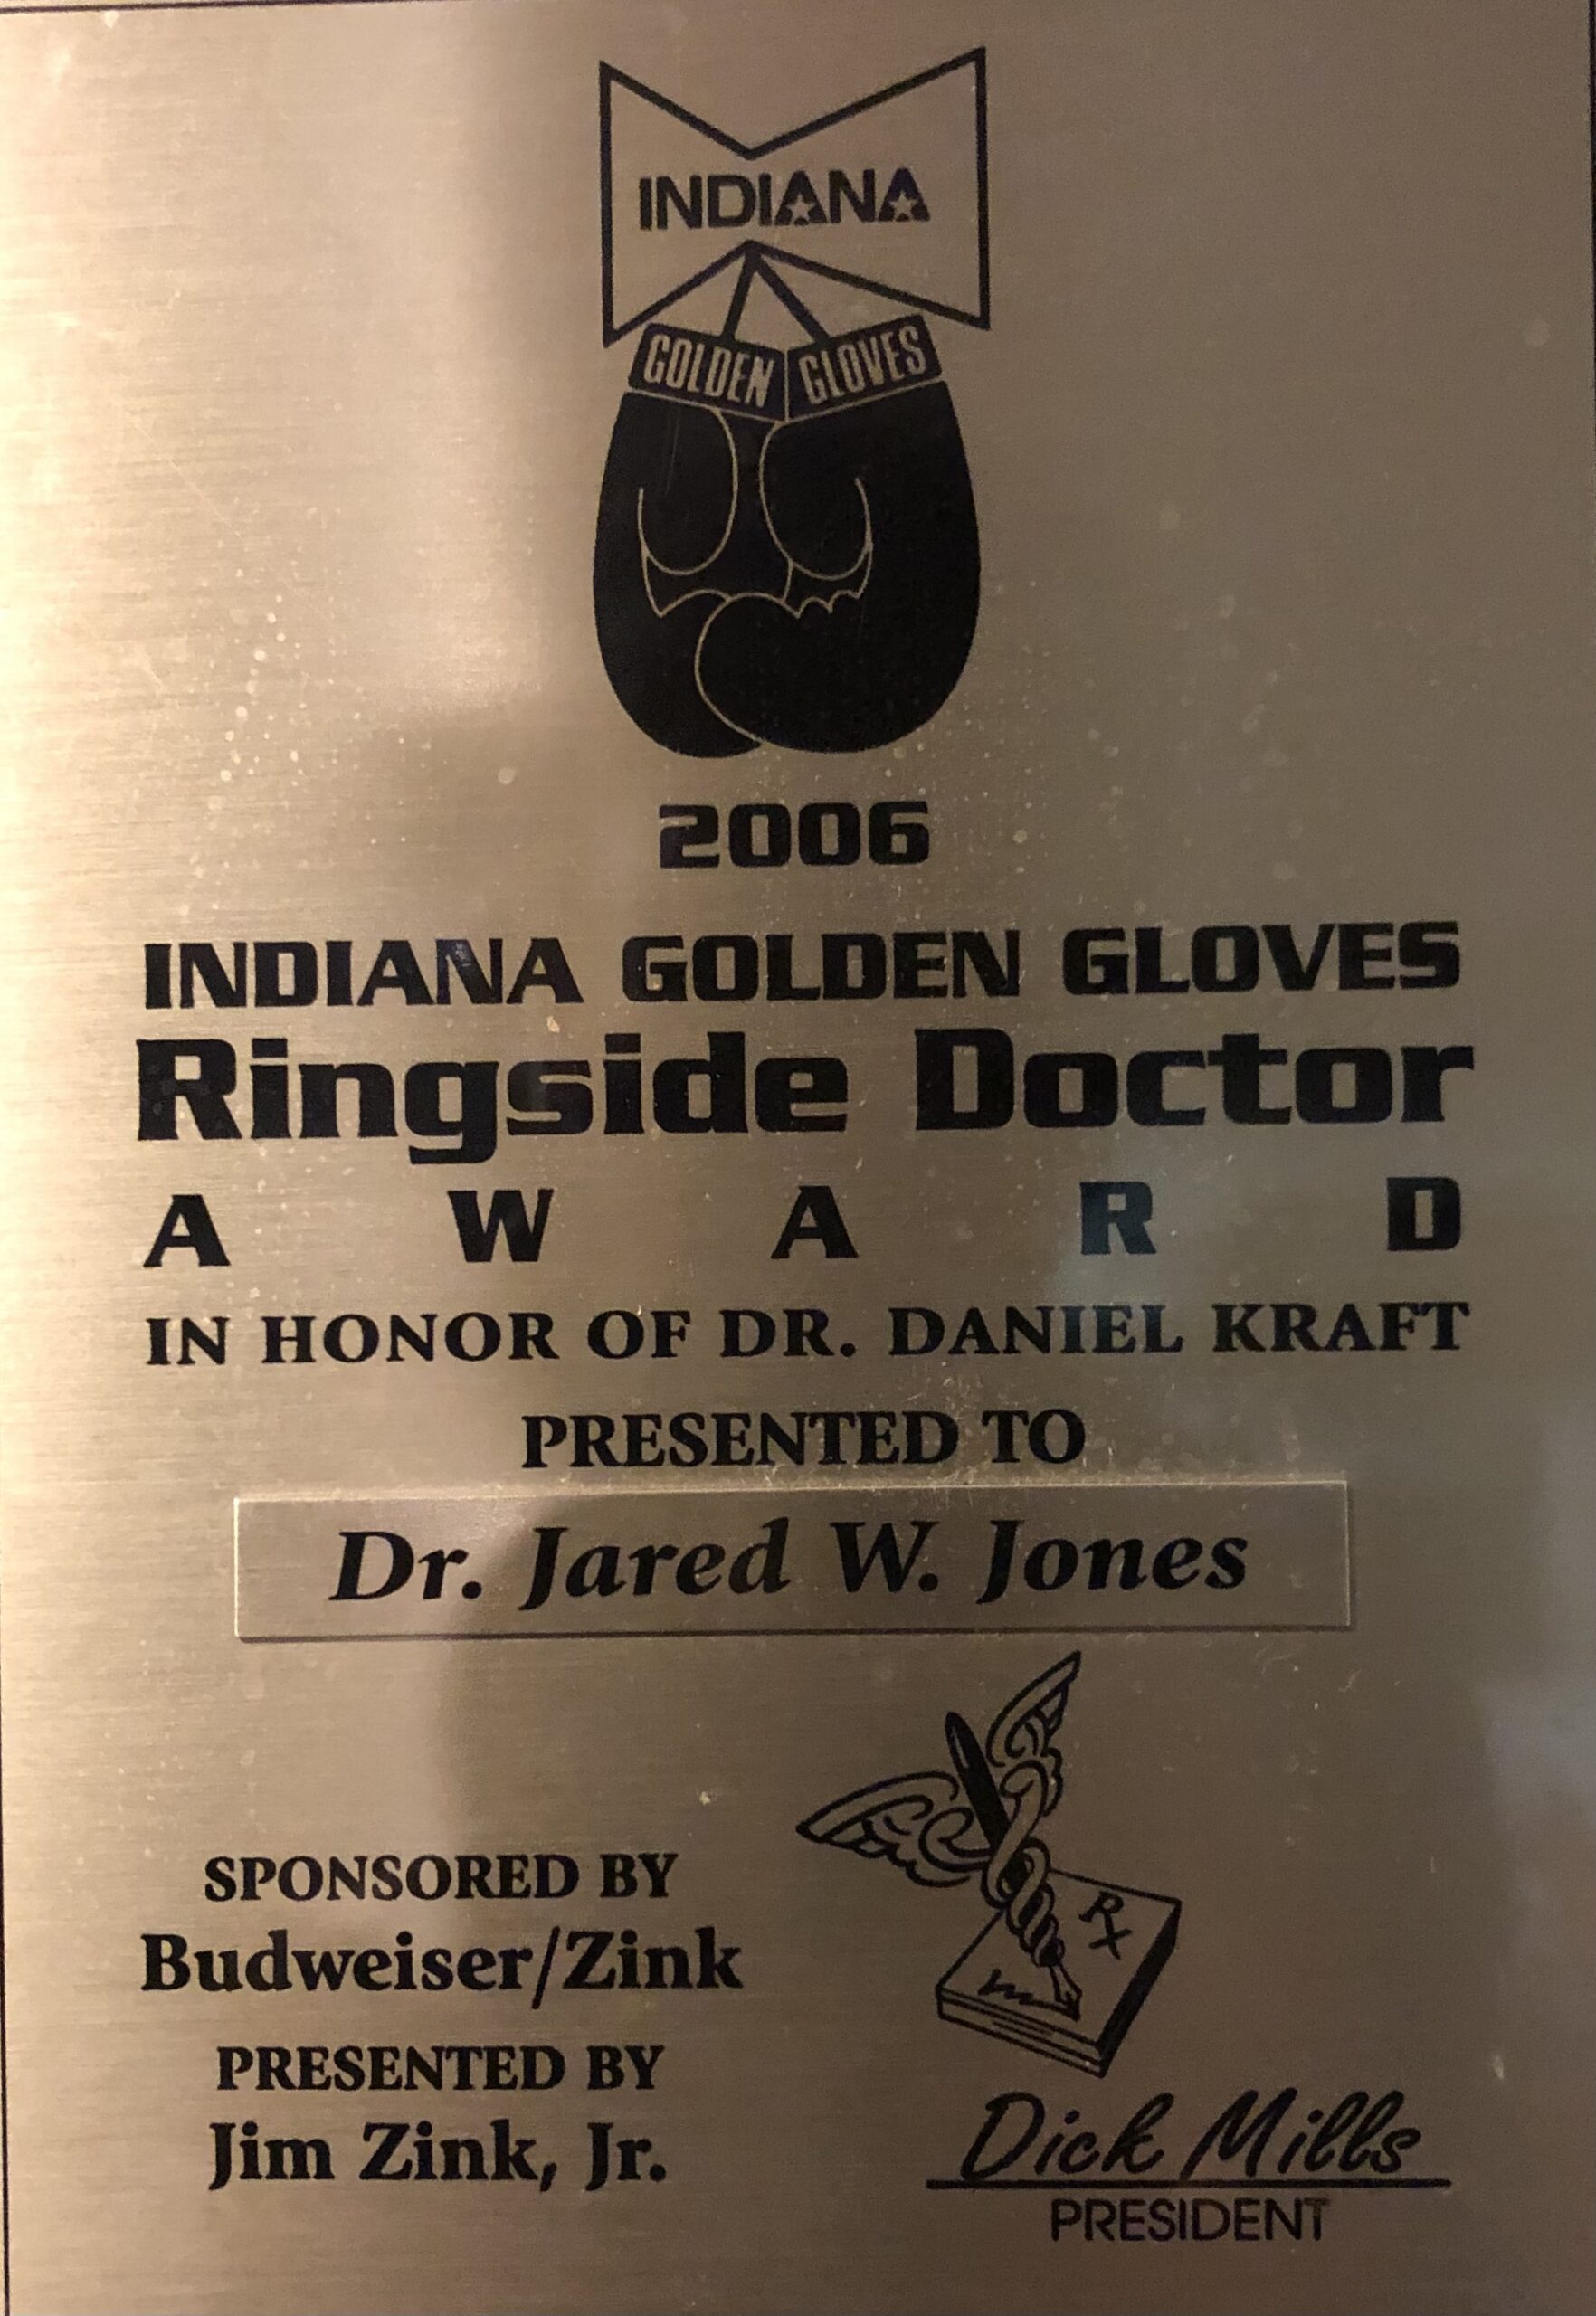 INDIANA
GOLDEN GLOVES
2006
INDIANA GOLDEN GLOVES
Ringside Doctor
A W A R D
IN HONOR OF DR. DANIEL KRAFT
PRESENTED TO
Dr. Jared W. Jones
Rx
SPONSORED BY
Budweiser/Zink
PRESENTED BY
Jim Zink, Jr.
Dick Mills
PRESIDENT